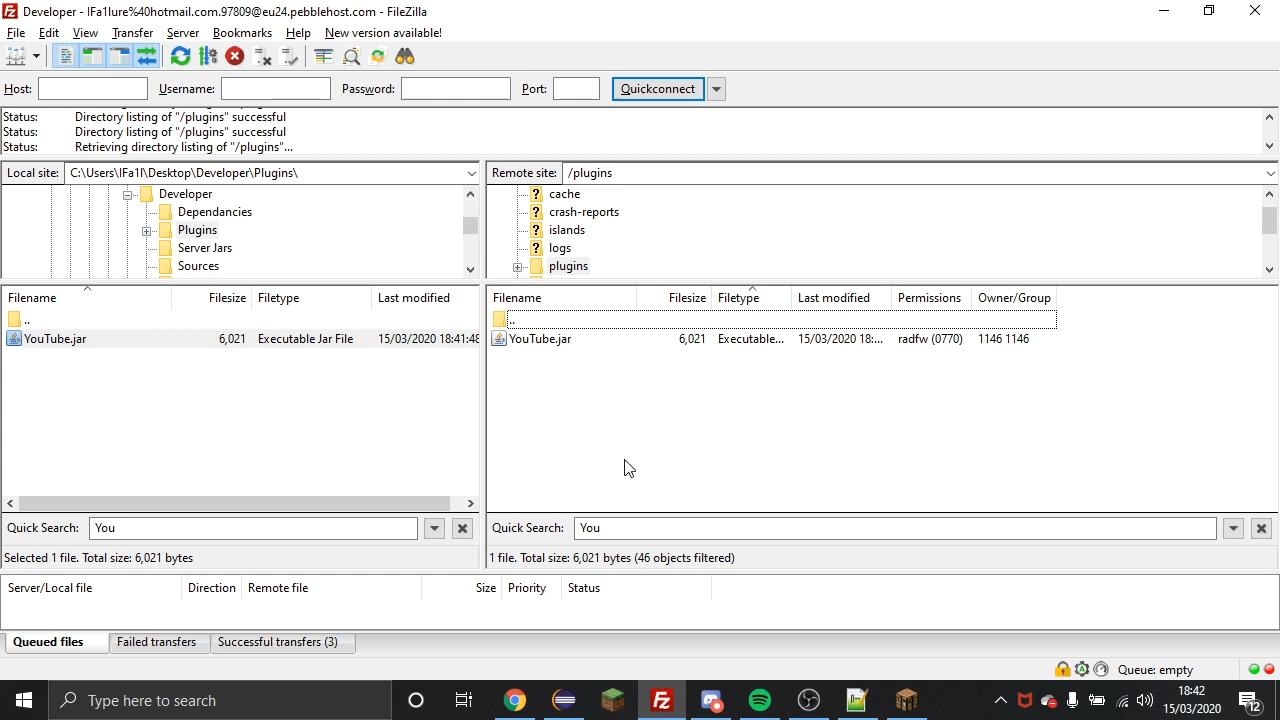 Developer - IFa1lure%40hotmail.com.97809@eu24.pebblehost.com - FileZilla
File Edit View Transfer Server Bookmarks Help New version available!
Host: Username: Password: Port: Quickconnect
Status: Directory listing of "/plugins" successful
Status: Directory listing of "/plugins" successful
Status: Retrieving directory listing of "/plugins"...
Local site: C:\Users\IFa1l\Desktop\Developer\Plugins\
Developer
Dependancies
Plugins
Server Jars
Sources
Remote site: /plugins
cache
crash-reports
islands
logs
plugins
Filename Filesize Filetype Last modified
..
YouTube.jar 6,021 Executable Jar File 15/03/2020 18:41:48
Filename Filesize Filetype Last modified Permissions Owner/Group
..
YouTube.jar 6,021 Executable... 15/03/2020 18:... radfw (0770) 1146 1146
Quick Search: You
Quick Search: You
Selected 1 file. Total size: 6,021 bytes
1 file. Total size: 6,021 bytes (46 objects filtered)
Server/Local file Direction Remote file Size Priority Status
Queued files Failed transfers Successful transfers (3)
Queue: empty
Type here to search
18:42
15/03/2020
12